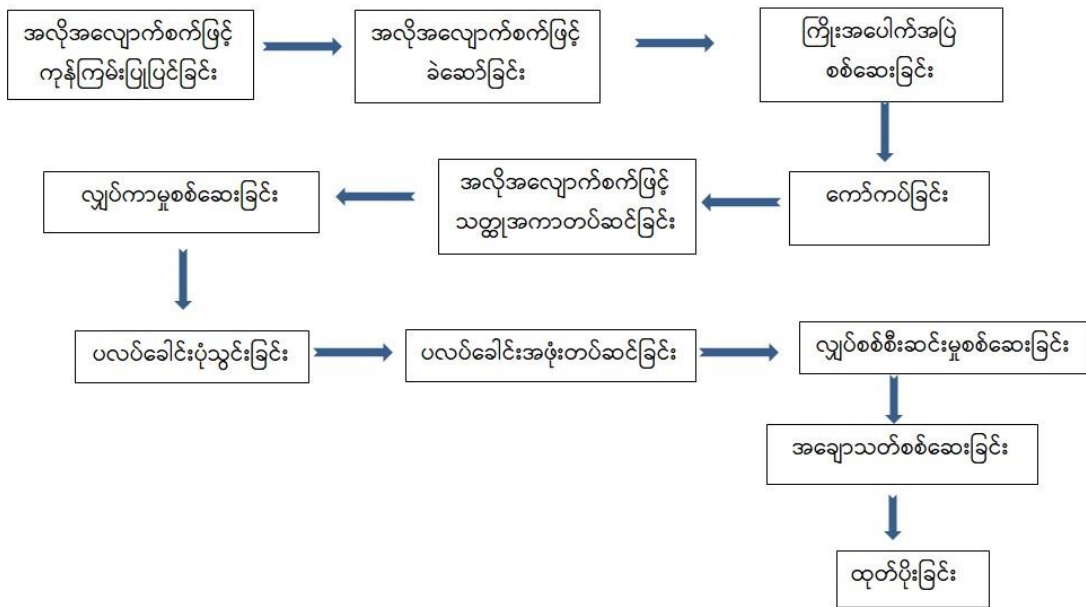 အလိုအလျောက်စက်ဖြင့်
ကုန်ကြမ်းပြုပြင်ခြင်း
အလိုအလျောက်စက်ဖြင့်
ခဲဆော်ခြင်း
ကြိုးအပေါက်အပြဲ
စစ်ဆေးခြင်း
ကော်ကပ်ခြင်း
အလိုအလျောက်စက်ဖြင့်
သတ္ထုအကာတပ်ဆင်ခြင်း
လျှပ်ကာမှုစစ်ဆေးခြင်း
ပလပ်ခေါင်းပုံသွင်းခြင်း
ပလပ်ခေါင်းအဖုံးတပ်ဆင်ခြင်း
လျှပ်စစ်စီးဆင်းမှုစစ်ဆေးခြင်း
အချောသတ်စစ်ဆေးခြင်း
ထုတ်ပိုးခြင်း